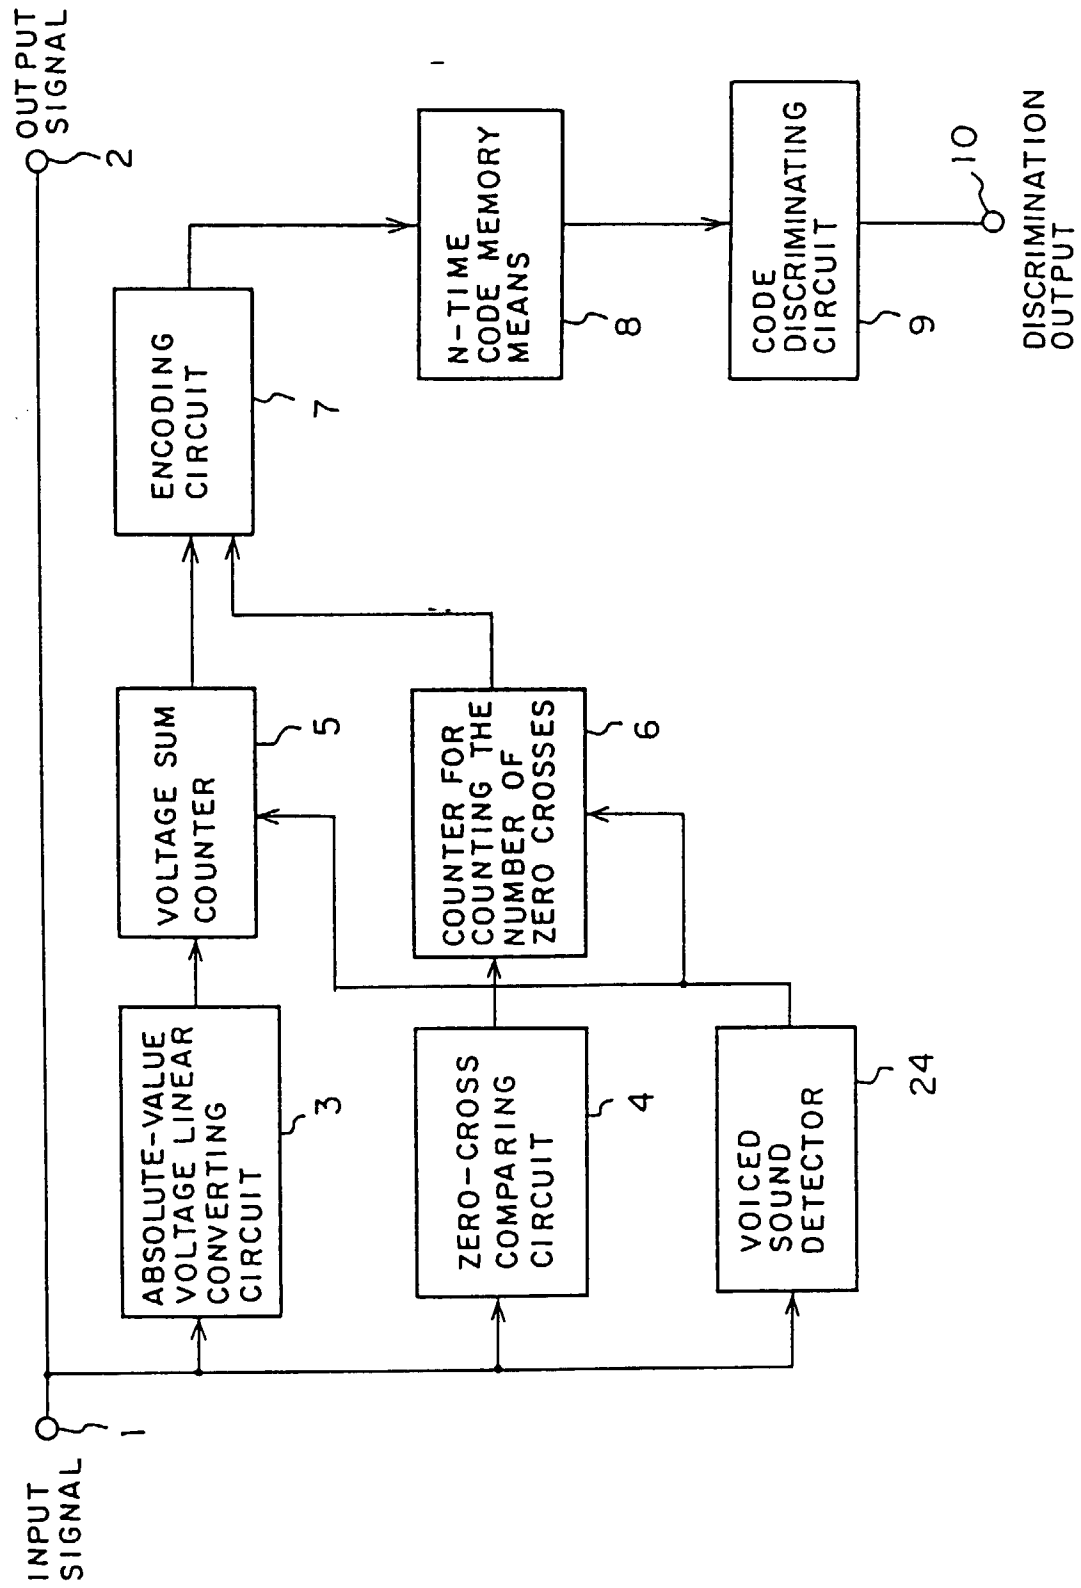 INPUT
SIGNAL
1
OUTPUT
SIGNAL
2
ABSOLUTE-VALUE
VOLTAGE LINEAR
CONVERTING
CIRCUIT
3
VOLTAGE SUM
COUNTER
5
ENCODING
CIRCUIT
7
ZERO-CROSS
COMPARING
CIRCUIT
4
COUNTER FOR
COUNTING THE
NUMBER OF
ZERO CROSSES
6
N-TIME
CODE MEMORY
MEANS
8
VOICED
SOUND
DETECTOR
24
CODE
DISCRIMINATING
CIRCUIT
9
10
DISCRIMINATION
OUTPUT